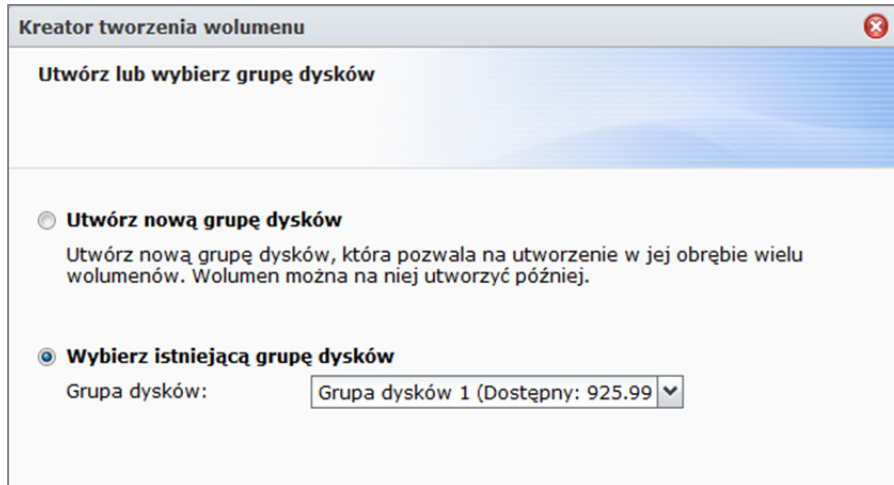 Kreator tworzenia wolumenu
Utwórz lub wybierz grupę dysków
Utwórz nową grupę dysków
Utwórz nową grupę dysków, która pozwala na utworzenie w jej obrębie wielu
wolumenów. Wolumen można na niej utworzyć później.
Wybierz istniejącą grupę dysków
Grupa dysków: Grupa dysków 1 (Dostępny: 925.99